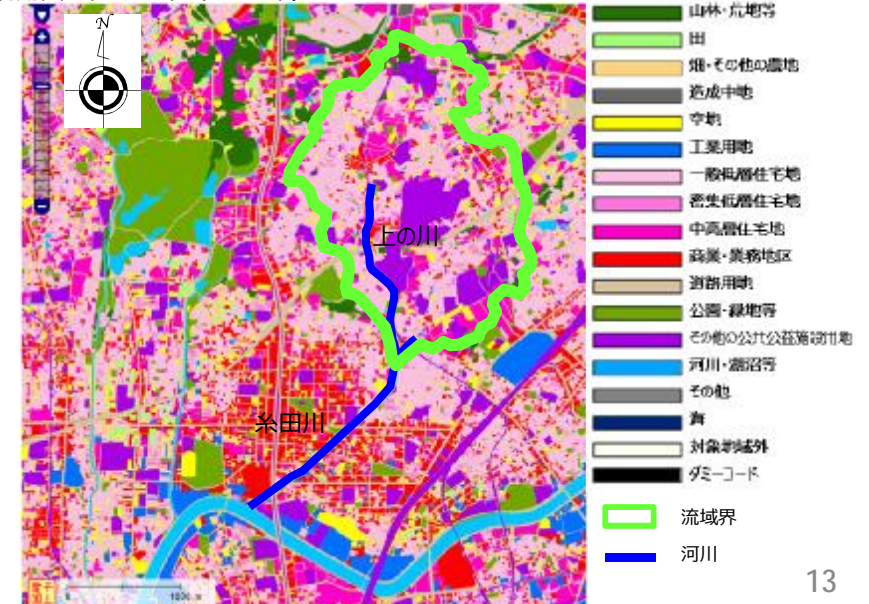 N
上の川
糸田川
山林・荒地等
田
畑・その他の農地
造成中地
空地
工業用地
一般低層住宅地
密集低層住宅地
中高層住宅地
商業・業務地区
道路用地
公園・緑地等
その他の公共公益施設用地
河川・湖沼等
その他
海
対象地域外
ダミーコード
流域界
河川
13